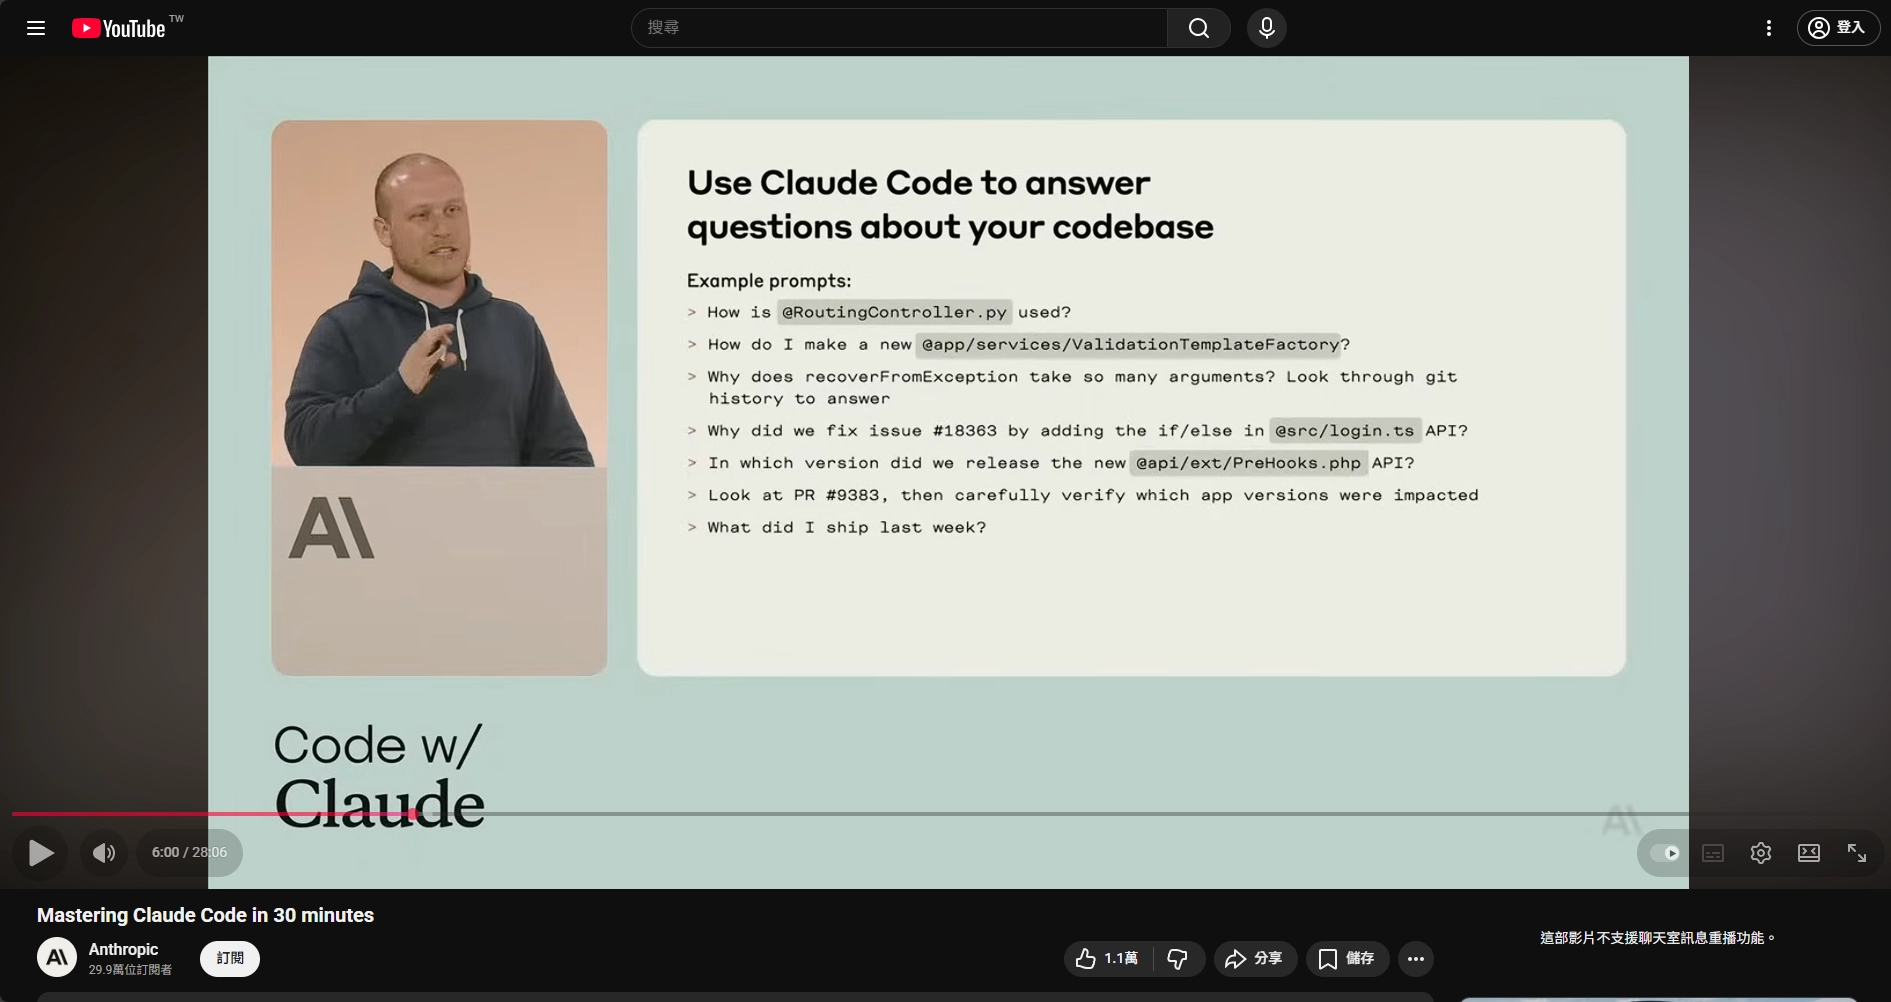 YouTube TW
搜尋
登入
Use Claude Code to answer
questions about your codebase
Example prompts:
> How is @RoutingController.py used?
> How do I make a new @app/services/ValidationTemplateFactory?
> Why does recoverFromException take so many arguments? Look through git
history to answer
> Why did we fix issue #18363 by adding the if/else in @src/login.ts API?
> In which version did we release the new @api/ext/PreHooks.php API?
> Look at PR #9383, then carefully verify which app versions were impacted
> What did I ship last week?
A\
Code w/
Claude
A\
6:00 / 28:06
Mastering Claude Code in 30 minutes
A\
Anthropic
29.9萬位訂閱者
訂閱
1.1萬
分享
儲存
這部影片不支援聊天室訊息重播功能。